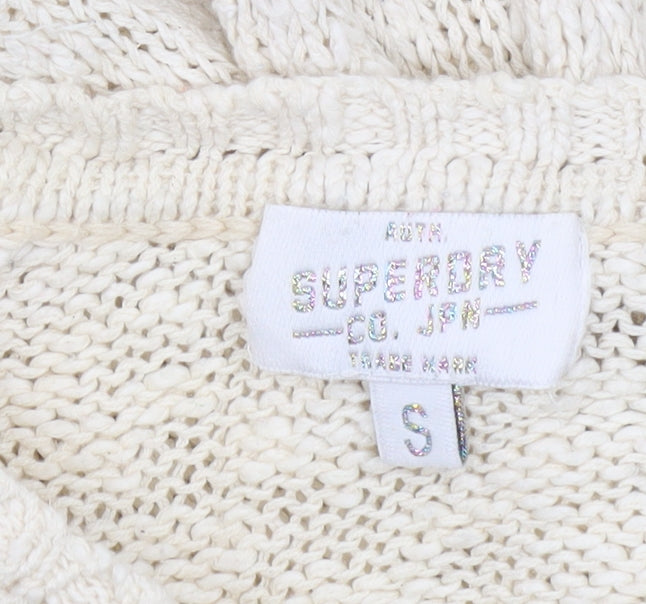 AUTH.
SUPERDRY
—CO. JPN—
TRADE MARK
S